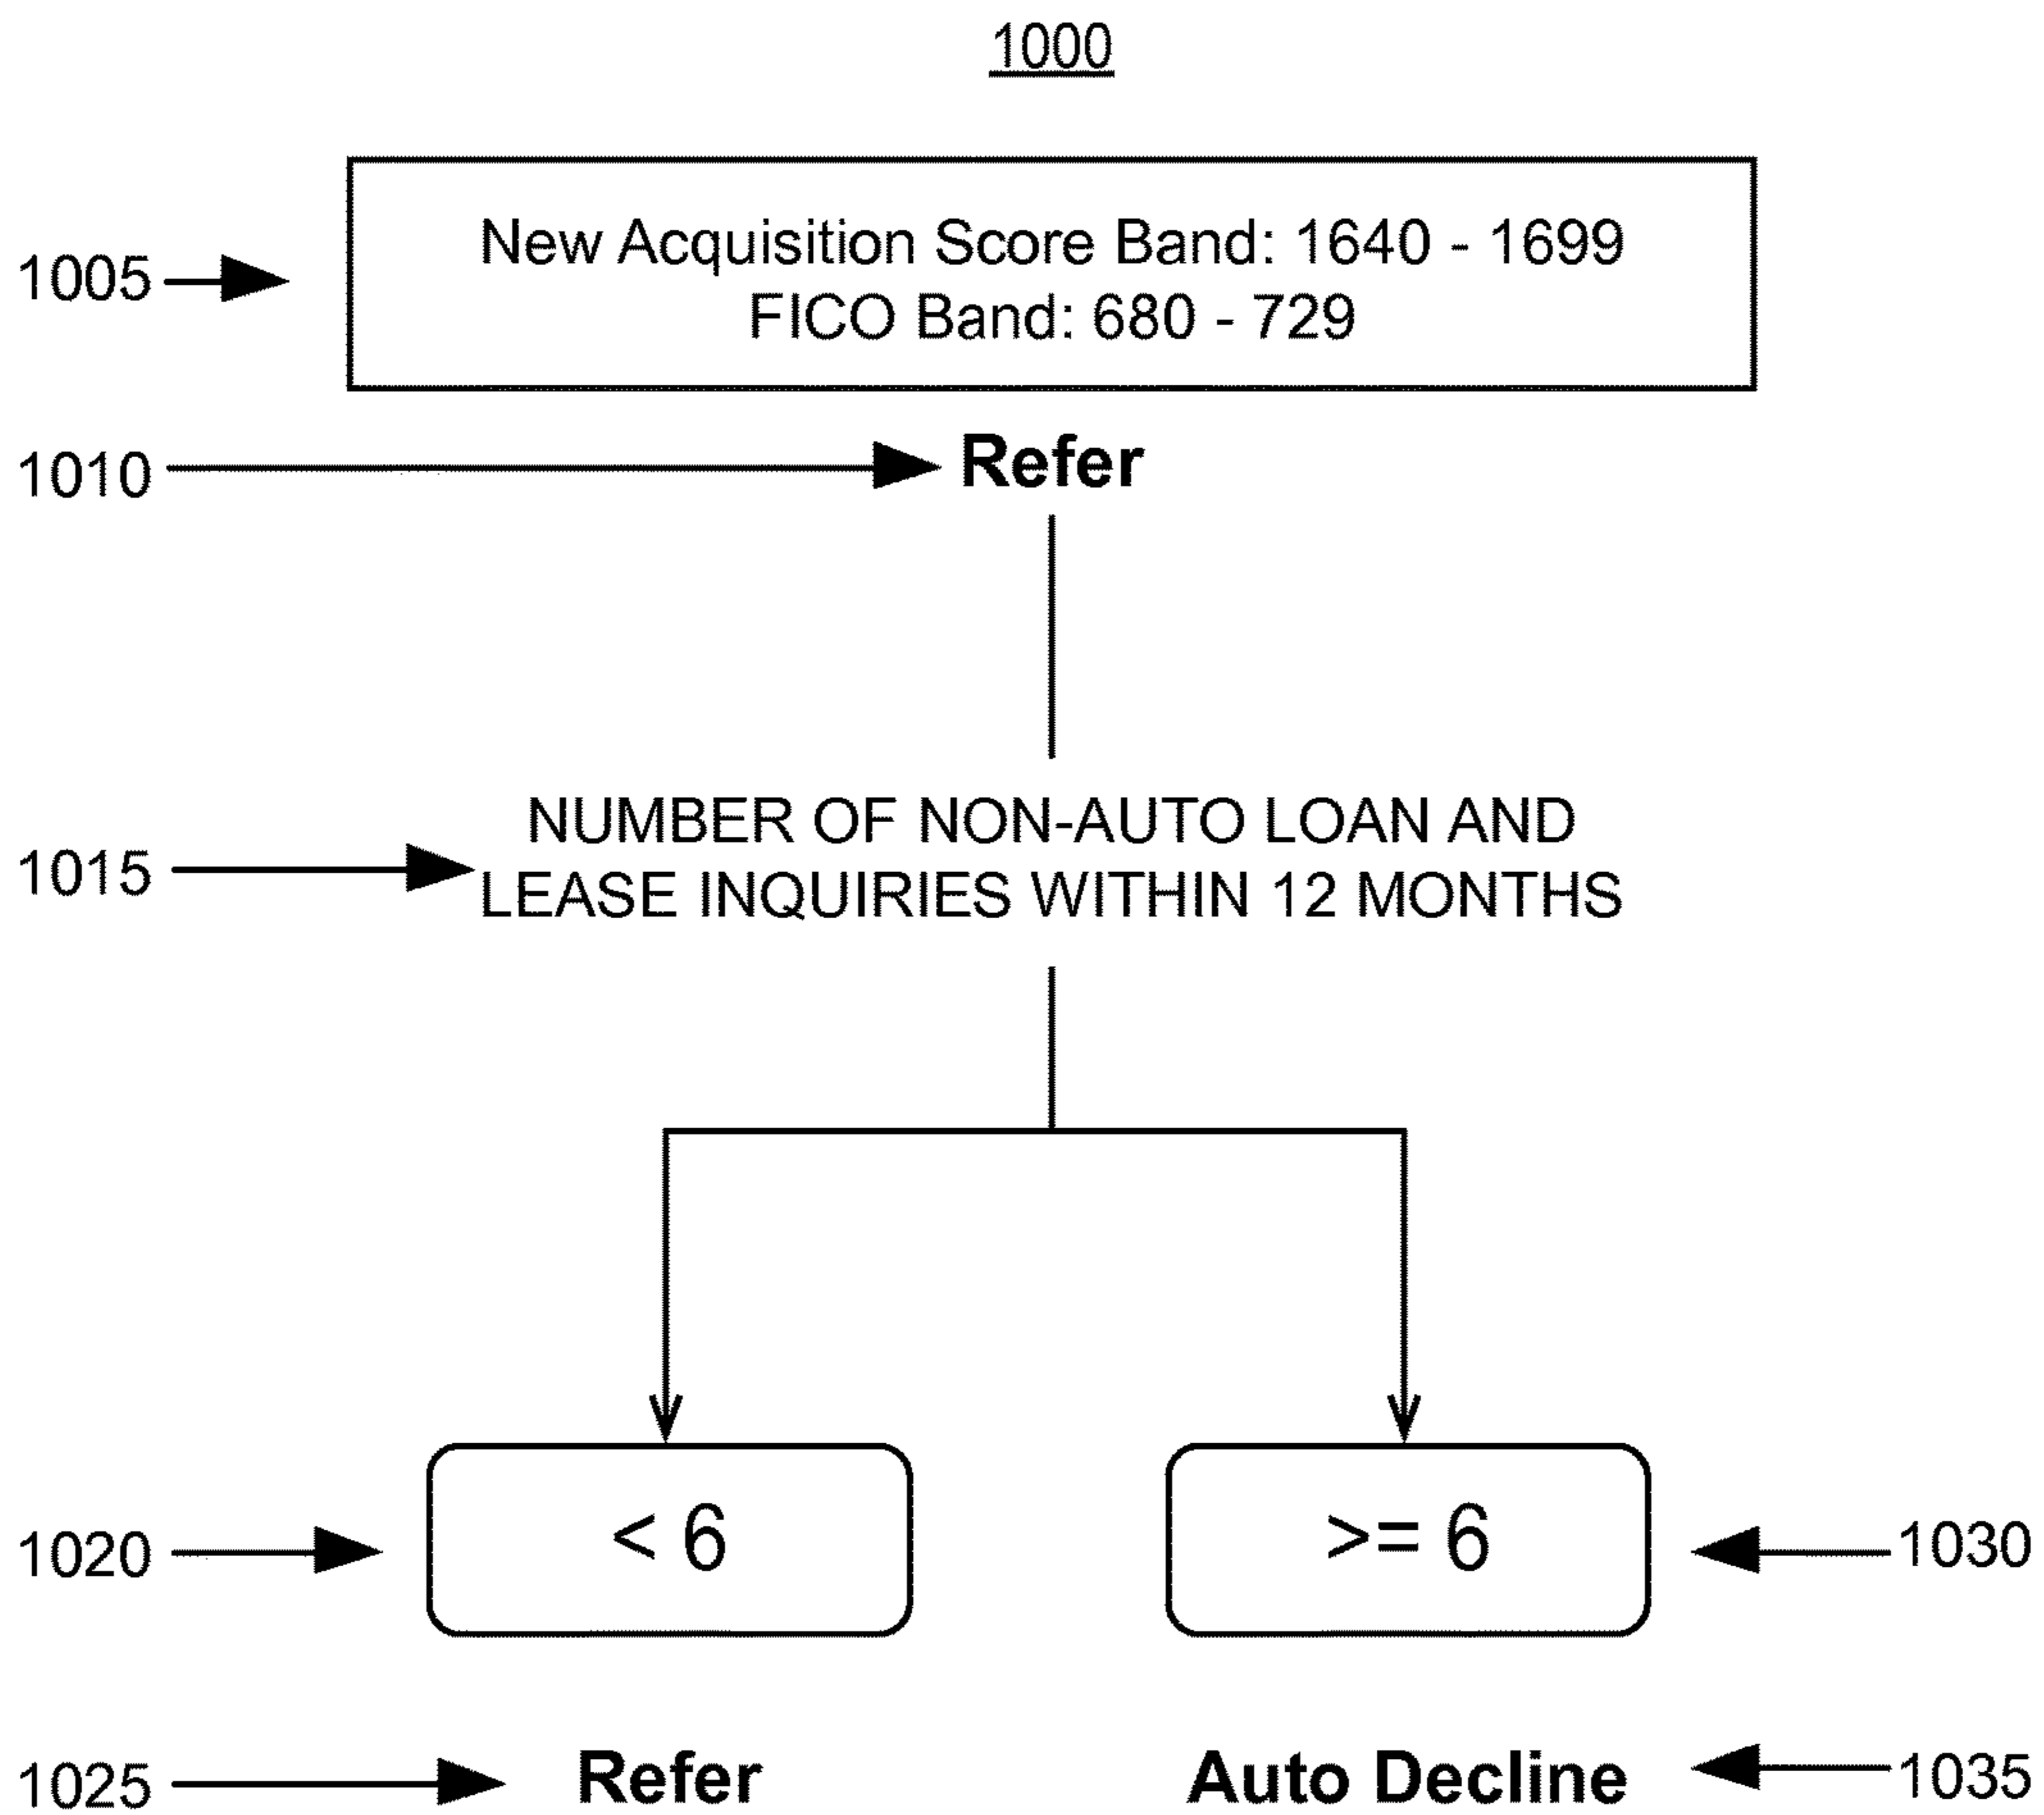 1000
New Acquisition Score Band: 1640 - 1699
1005
FICO Band: 680 - 729
1010
Refer
NUMBER OF NON-AUTO LOAN AND
1015
LEASE INQUIRIES WITHIN 12 MONTHS
1020
< 6
>= 6
1030
1025
Refer
Auto Decline
1035